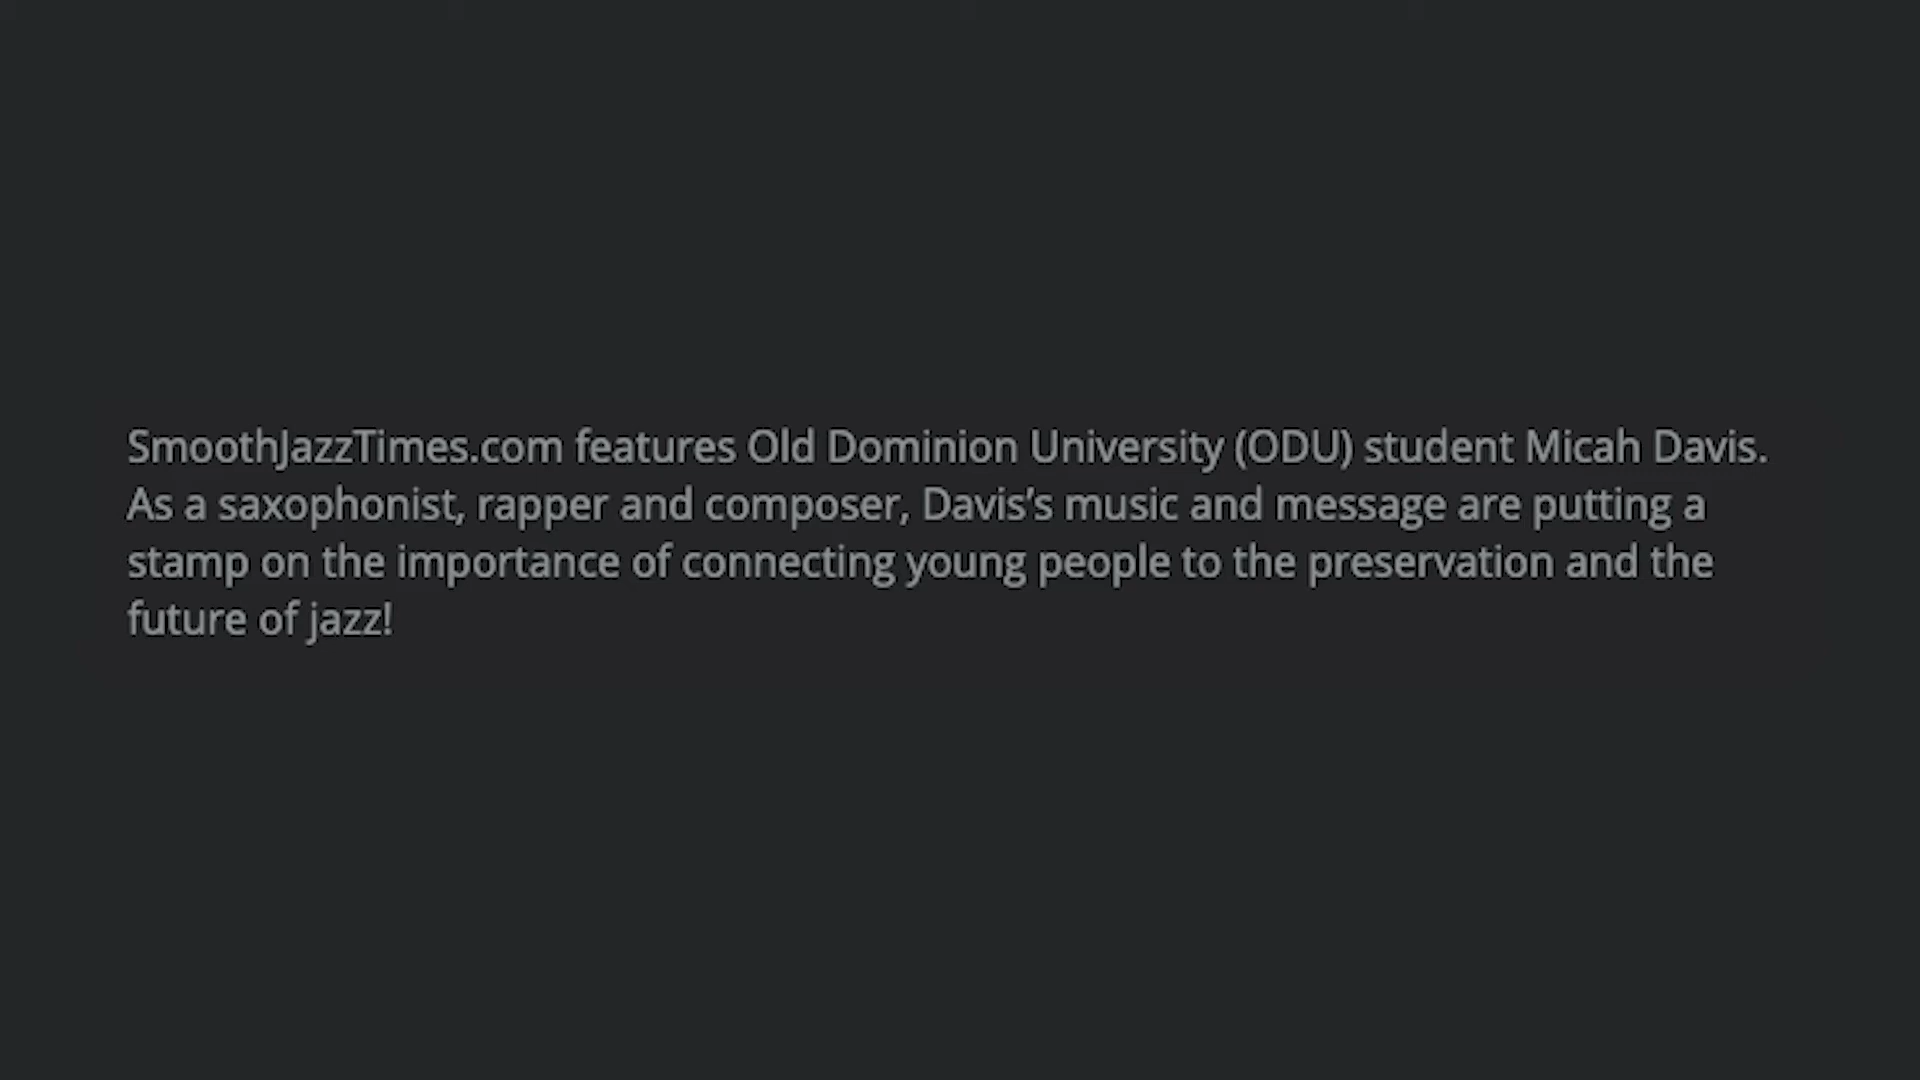 SmoothJazzTimes.com features Old Dominion University (ODU) student Micah Davis.
As a saxophonist, rapper and composer, Davis’s music and message are putting a
stamp on the importance of connecting young people to the preservation and the
future of jazz!